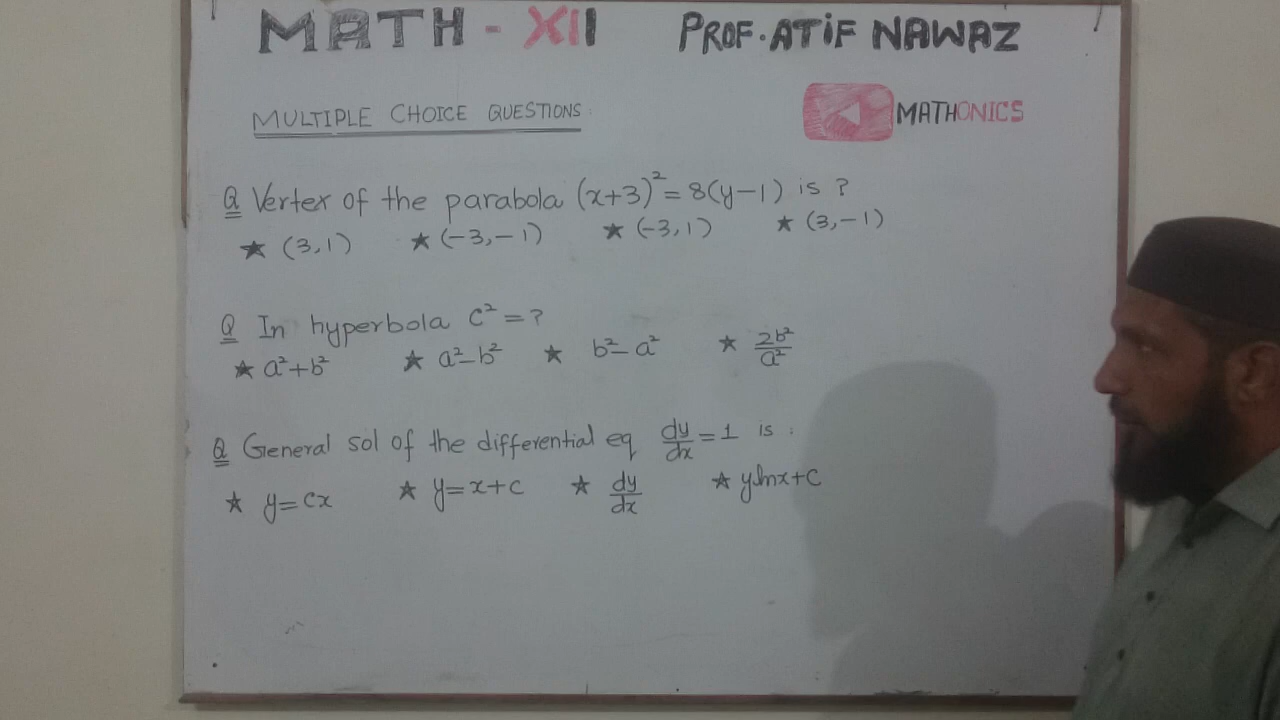 MATH - XII PROF. ATIF NAWAZ
MULTIPLE CHOICE QUESTIONS:
MATHONICS
Q Vertex of the parabola (x+3)²=8(y−1) is ?
★ (3,1) ★ (−3,−1) ★ (−3,1) ★ (3,−1)
Q In hyperbola c²=?
★ a²+b² ★ a²−b² ★ b²−a² ★ 2b²/a²
Q General sol of the differential eq dy/dx=1 is :
★ y=cx ★ y=x+c ★ dy/dx ★ ylnx+c